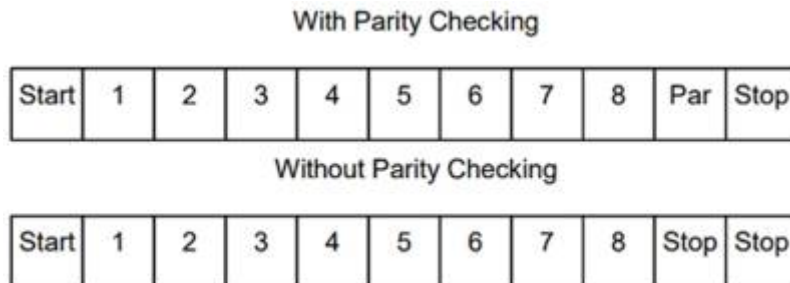 With Parity Checking
Start 1 2 3 4 5 6 7 8 Par Stop
Without Parity Checking
Start 1 2 3 4 5 6 7 8 Stop Stop